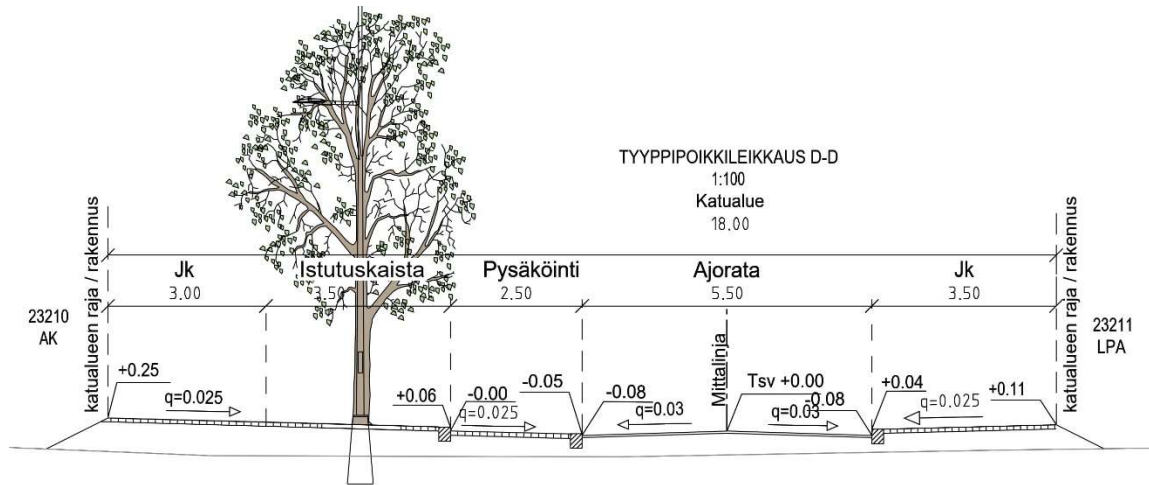 TYYPPIPOIKKILEIKKAUS D-D
1:100
Katualue
18.00
katualueen raja / rakennus
Jk
Istutuskaista
Pysäköinti
Ajorata
Jk
katualueen raja / rakennus
3.00
3.50
2.50
5.50
3.50
23210
AK
23211
LPA
Mittalinja
+0.25
q=0.025
+0.06
-0.00
q=0.025
-0.05
-0.08
q=0.03
Tsv +0.00
q=0.03
-0.08
+0.04
q=0.025
+0.11